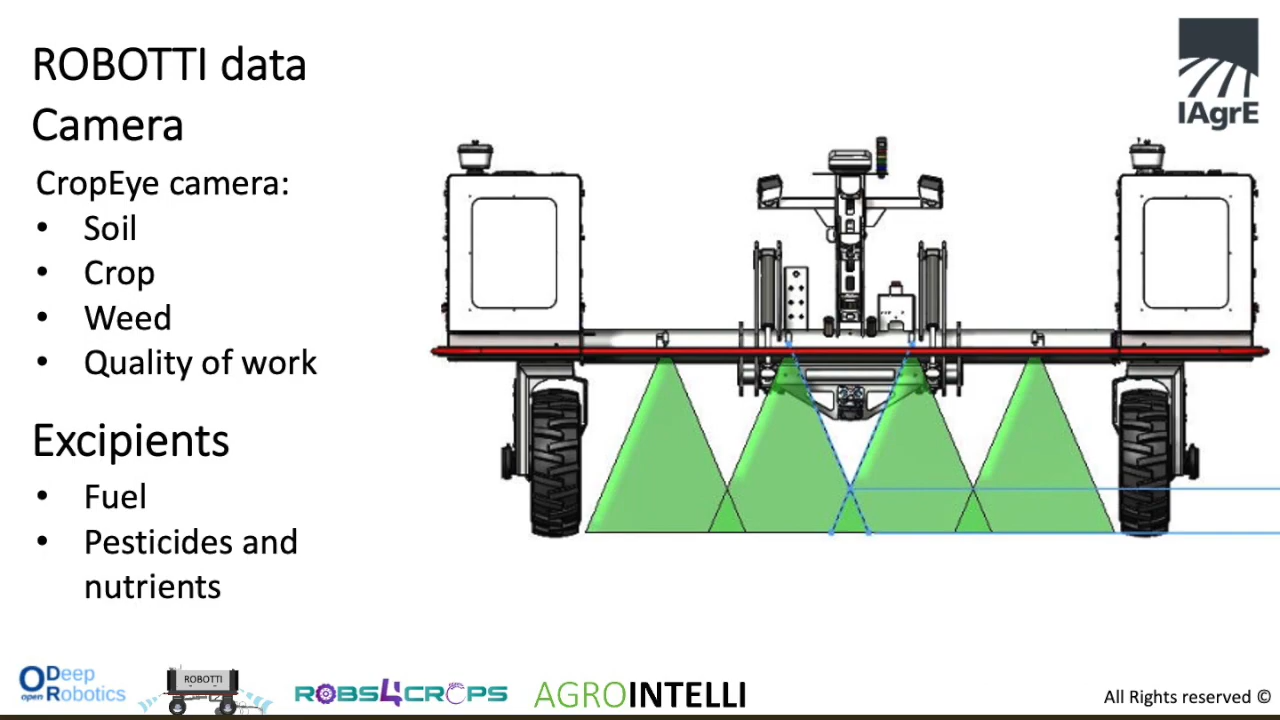 ROBOTTI data
Camera
CropEye camera:
• Soil
• Crop
• Weed
• Quality of work
Excipients
• Fuel
• Pesticides and
nutrients
IAgrE
Deep
open Robotics
ROBOTTI
ROBS4CROPS
AGROINTELLI
All Rights reserved ©